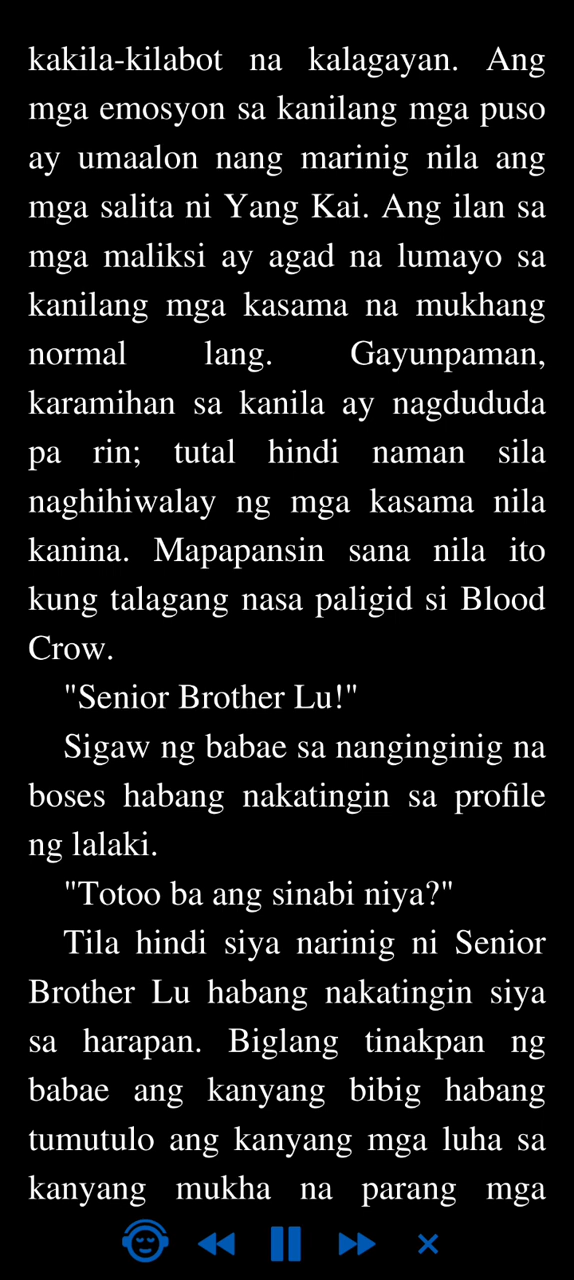 kakila-kilabot na kalagayan. Ang
mga emosyon sa kanilang mga puso
ay umaalon nang marinig nila ang
mga salita ni Yang Kai. Ang ilan sa
mga maliksi ay agad na lumayo sa
kanilang mga kasama na mukhang
normal lang. Gayunpaman,
karamihan sa kanila ay nagdududa
pa rin; tutal hindi naman sila
naghihiwalay ng mga kasama nila
kanina. Mapapansin sana nila ito
kung talagang nasa paligid si Blood
Crow.
"Senior Brother Lu!"
Sigaw ng babae sa nanginginig na
boses habang nakatingin sa profile
ng lalaki.
"Totoo ba ang sinabi niya?"
Tila hindi siya narinig ni Senior
Brother Lu habang nakatingin siya
sa harapan. Biglang tinakpan ng
babae ang kanyang bibig habang
tumutulo ang kanyang mga luha sa
kanyang mukha na parang mga